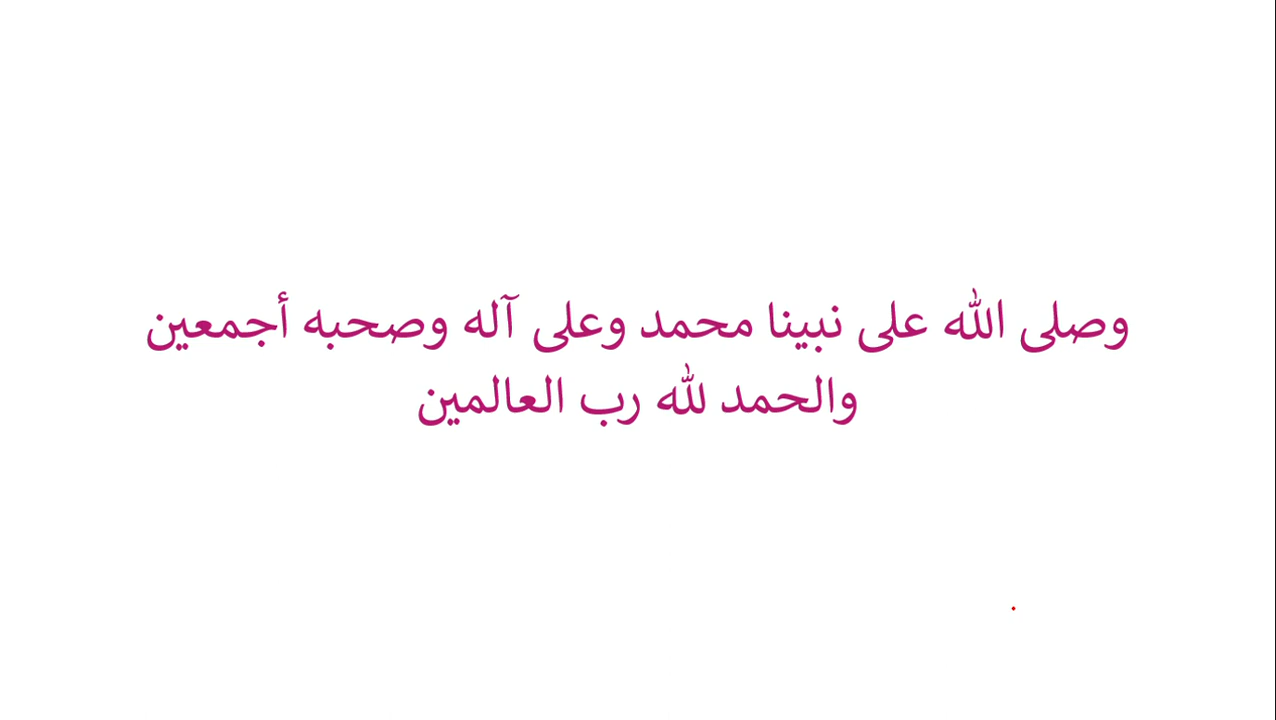 وصلى الله على نبينا محمد وعلى آله وصحبه أجمعين
والحمد لله رب العالمين